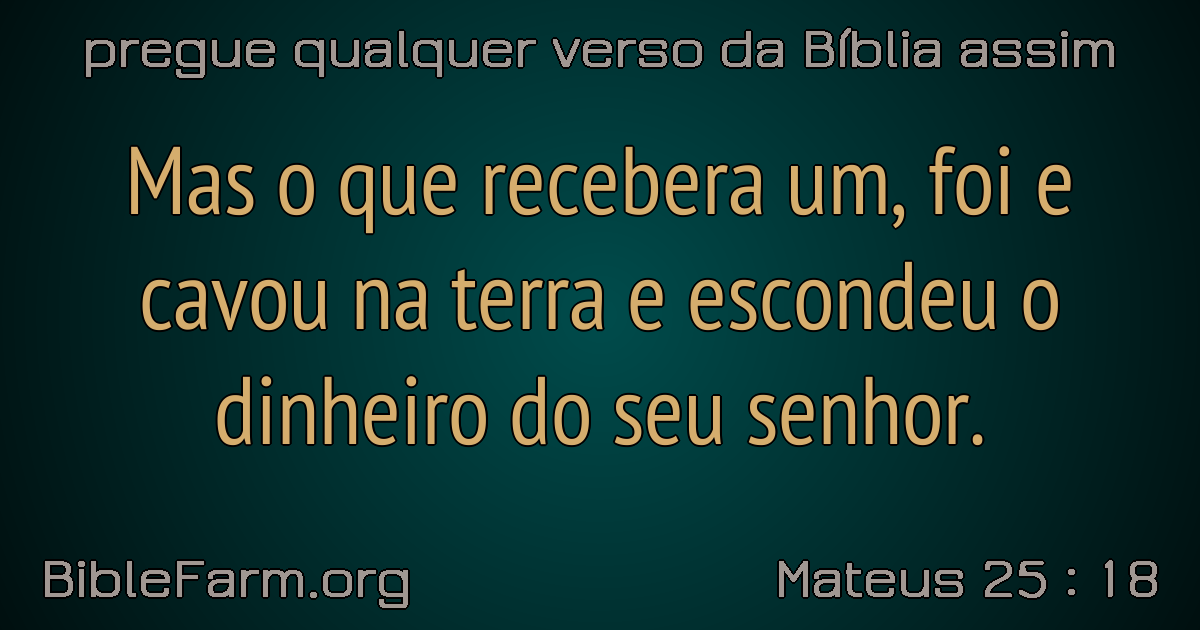 pregue qualquer verso da Bíblia assim
Mas o que recebera um, foi e
cavou na terra e escondeu o
dinheiro do seu senhor.
BibleFarm.org
Mateus 25 : 18